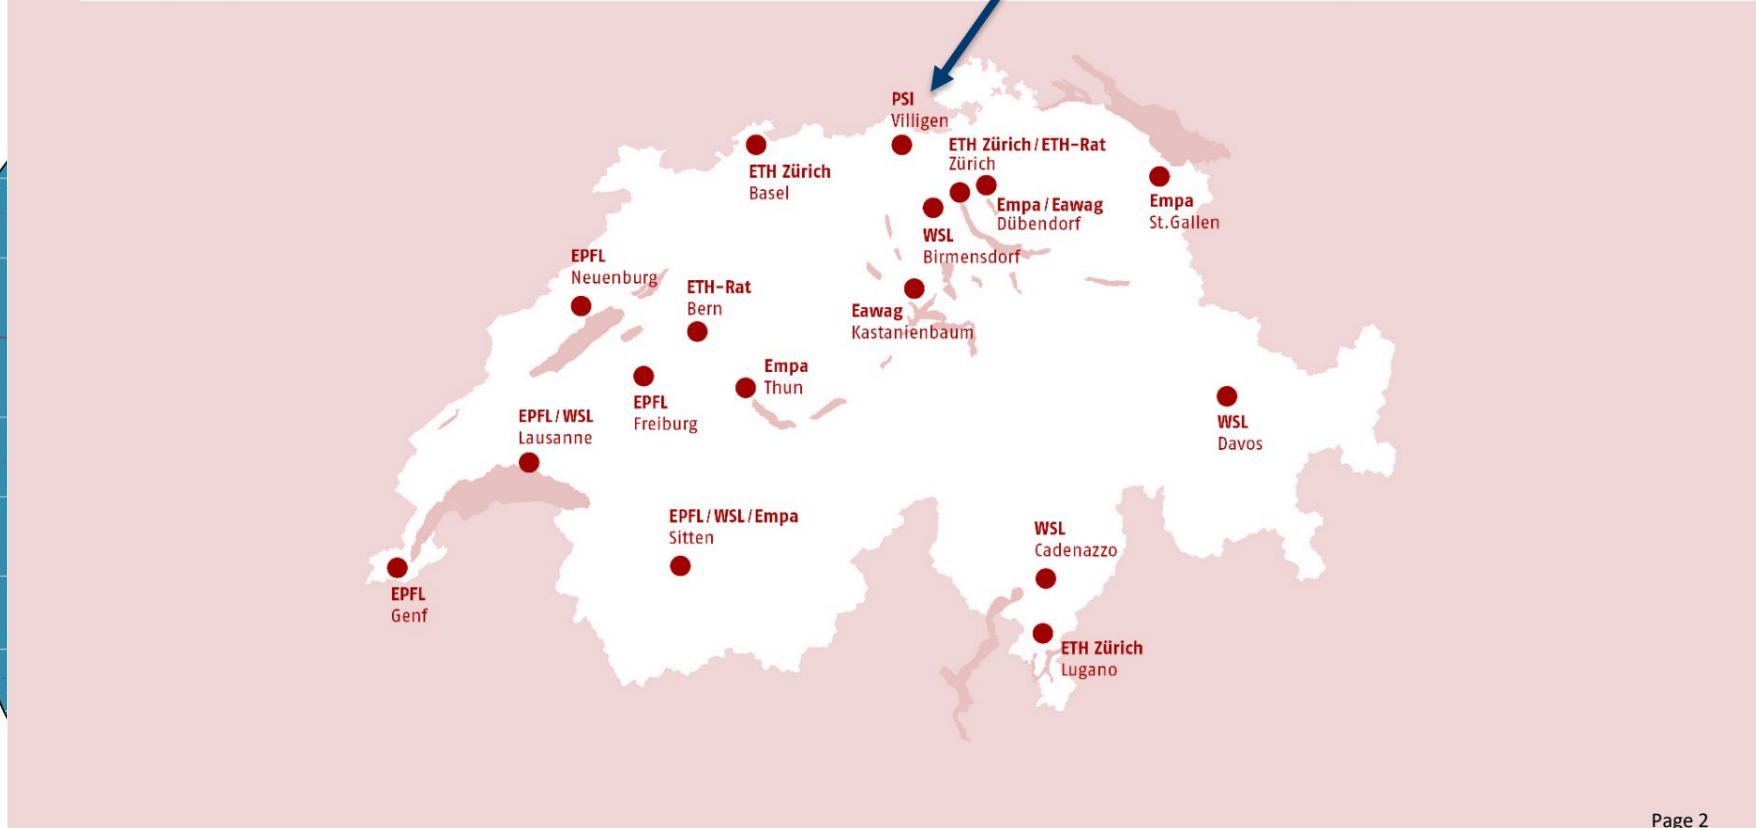 PSI
Villigen
ETH Zürich / ETH-Rat
Zürich
ETH Zürich
Basel
Empa / Eawag
Dübendorf
Empa
St.Gallen
WSL
Birmensdorf
EPFL
Neuenburg
ETH-Rat
Bern
Eawag
Kastanienbaum
Empa
Thun
EPFL
Freiburg
EPFL / WSL
Lausanne
WSL
Davos
EPFL / WSL / Empa
Sitten
WSL
Cadenazzo
EPFL
Genf
ETH Zürich
Lugano
Page 2